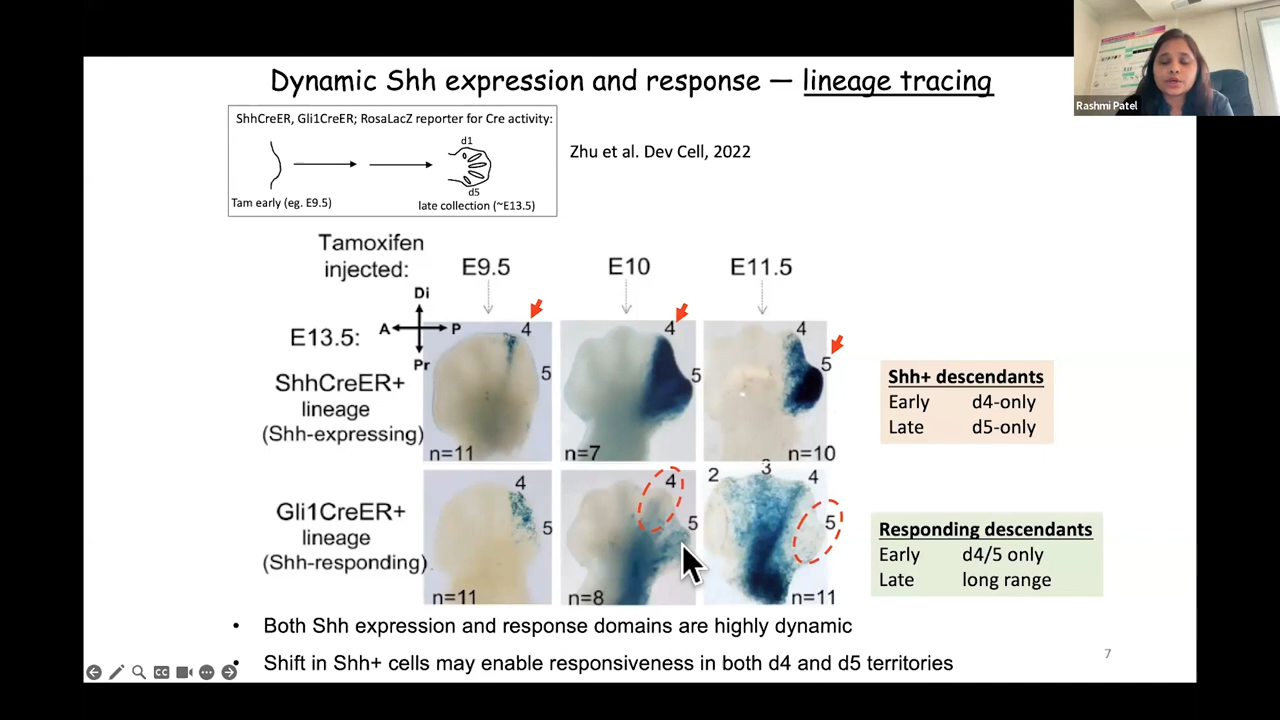 Dynamic Shh expression and response — lineage tracing
Rashmi Patel
ShhCreER, Gli1CreER; RosaLacZ reporter for Cre activity:
d1
d5
Tam early (eg. E9.5)
late collection (~E13.5)
Zhu et al. Dev Cell, 2022
Tamoxifen
injected:
E9.5
E10
E11.5
Di
A
P
Pr
E13.5:
ShhCreER+
lineage
(Shh-expressing)
4
5
n=11
4
5
n=7
4
5
n=10
Shh+ descendants
Early d4-only
Late d5-only
Gli1CreER+
lineage
(Shh-responding)
4
5
n=11
4
5
n=8
2
3
4
5
n=11
Responding descendants
Early d4/5 only
Late long range
• Both Shh expression and response domains are highly dynamic
• Shift in Shh+ cells may enable responsiveness in both d4 and d5 territories
CC
7